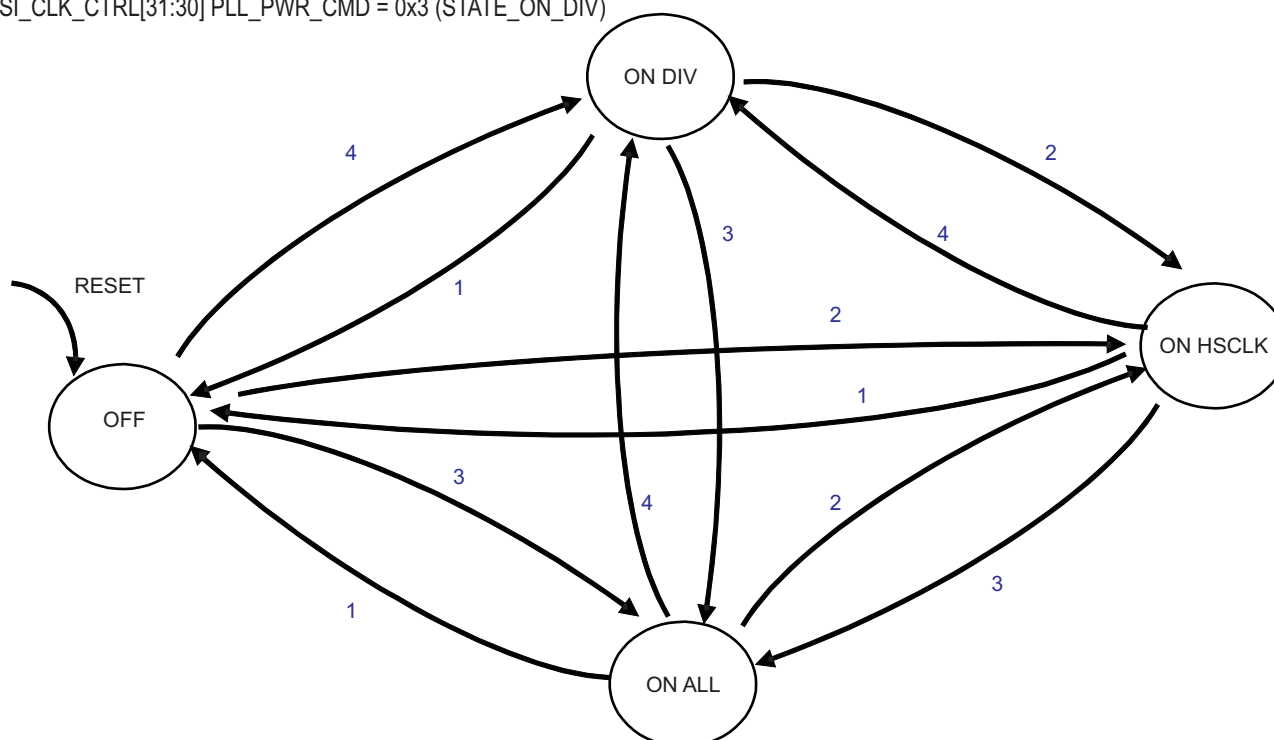 SI_CLK_CTRL[31:30] PLL_PWR_CMD = 0x3 (STATE_ON_DIV)
ON DIV
4
2
3
4
1
RESET
2
ON HSCLK
1
OFF
3
4
2
3
1
ON ALL